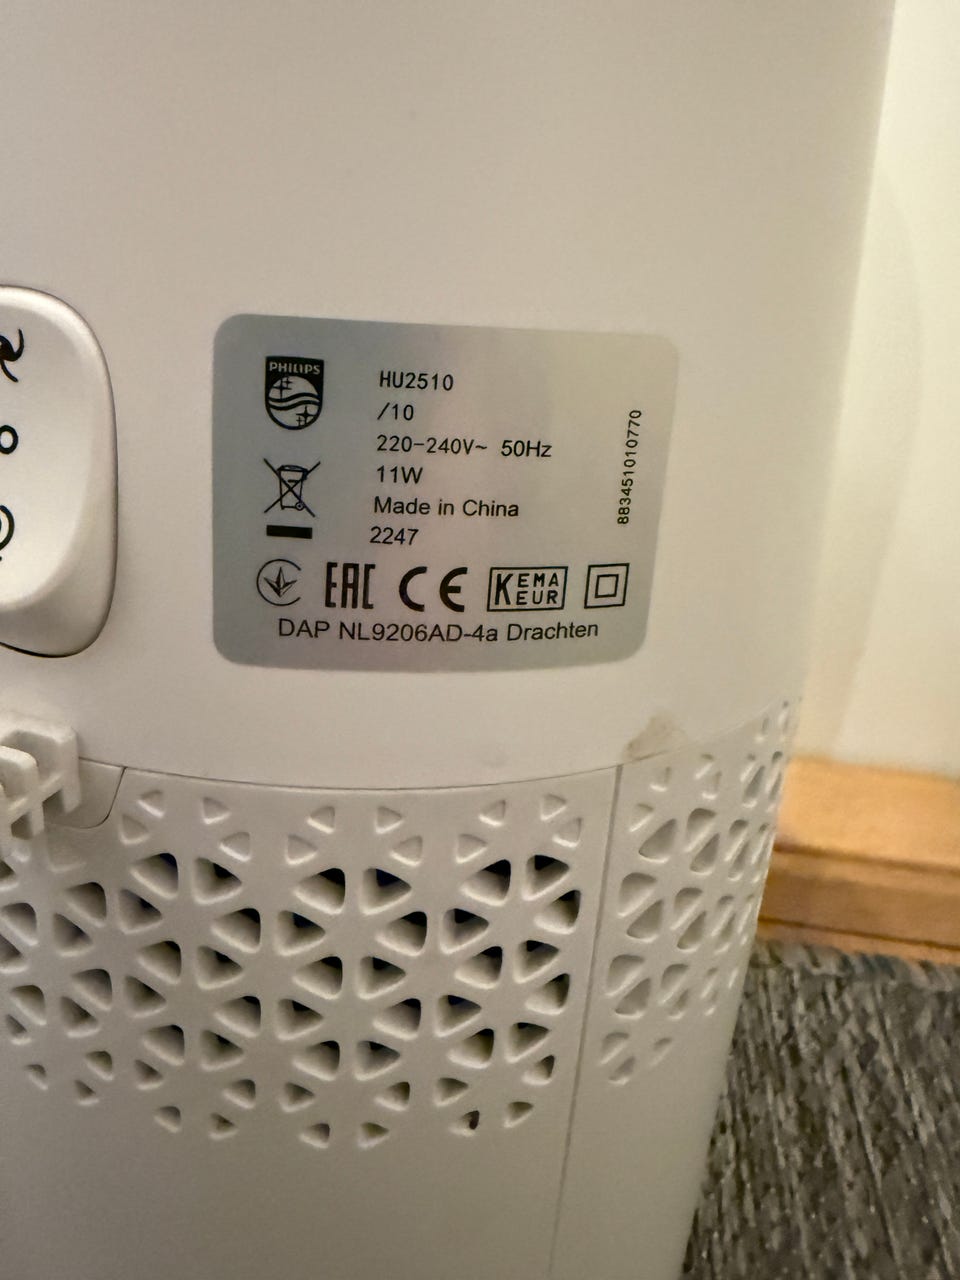 PHILIPS
HU2510
/10
220-240V~ 50Hz
11W
Made in China
2247
883451010770
EAC CE KEMA EUR
DAP NL9206AD-4a Drachten